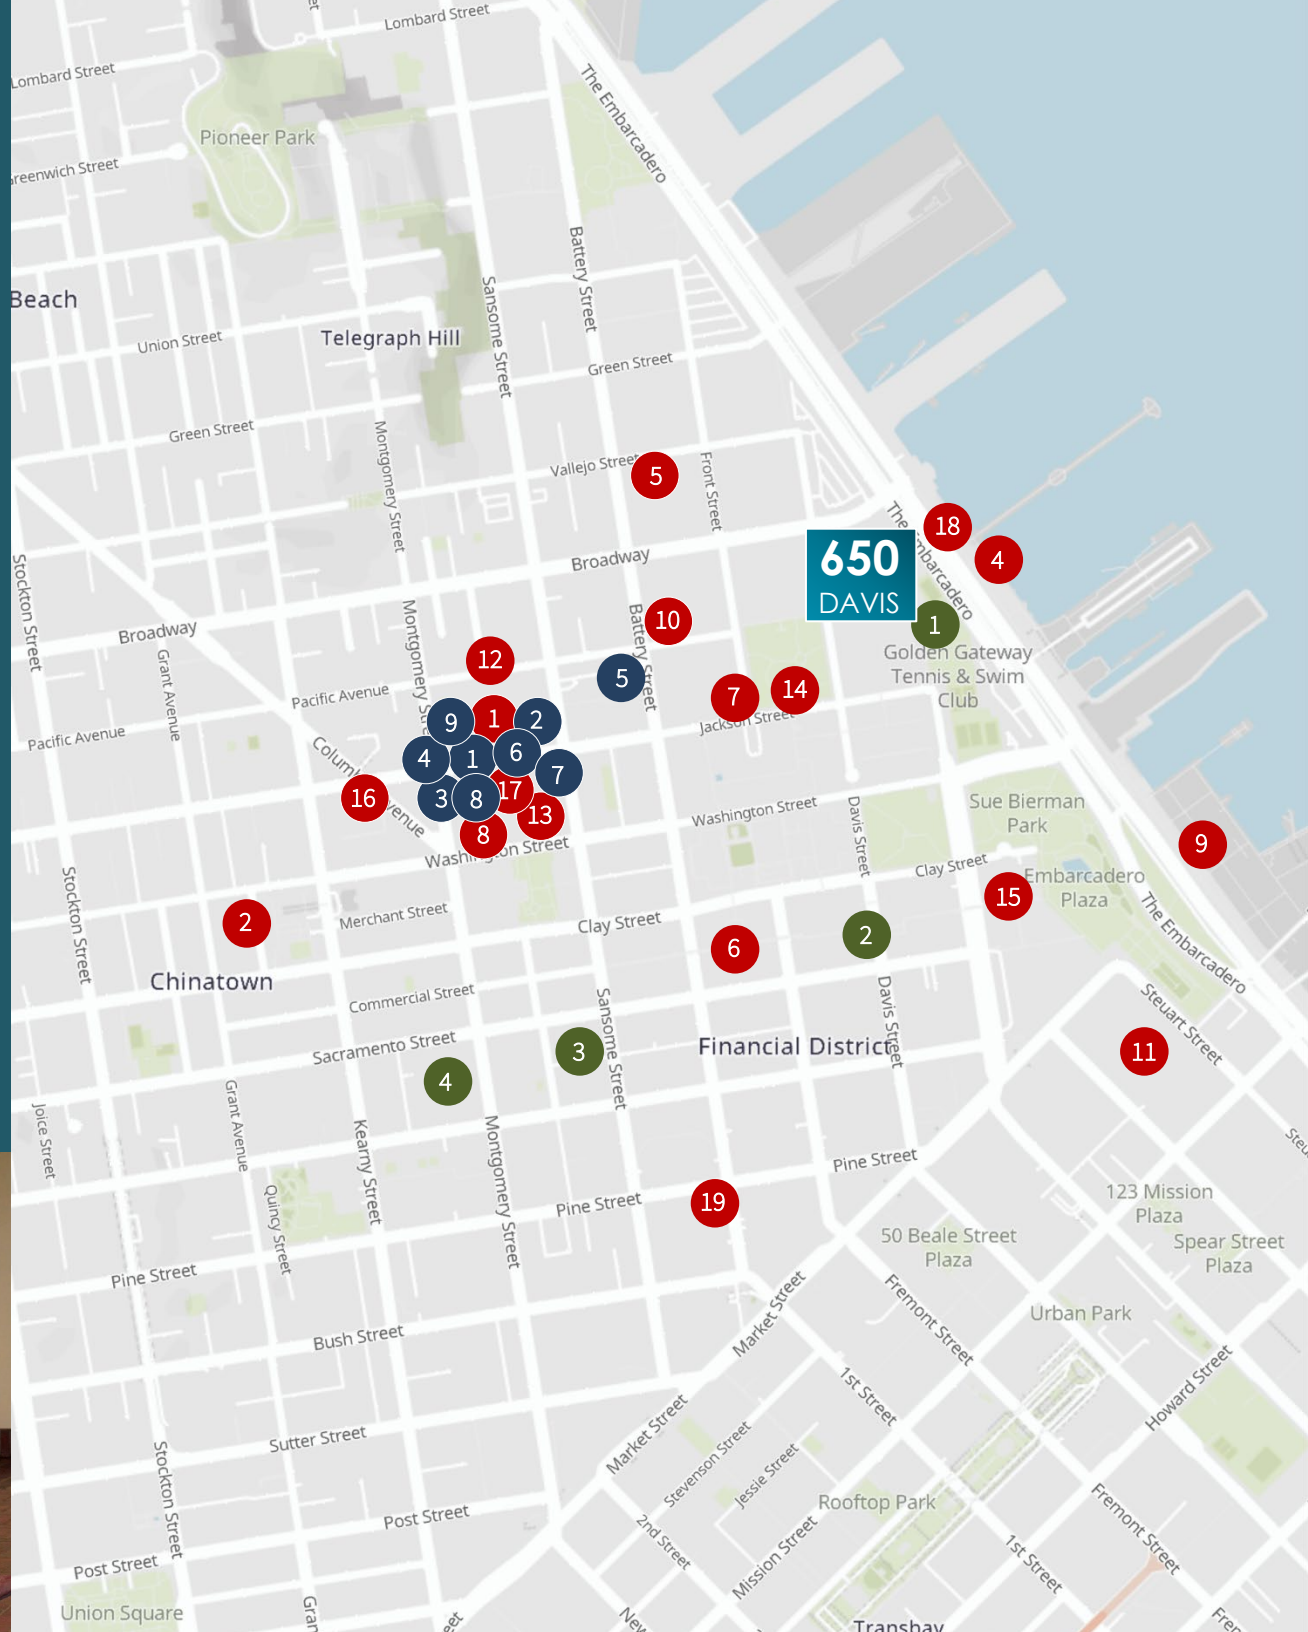 Lombard Street
Lombard Street
The Embarcadero
Pioneer Park
Greenwich Street
Battery Street
Sansome Street
Beach
Union Street
Telegraph Hill
Green Street
Green Street
Montgomery Street
Vallejo Street
5
Front Street
The Embarcadero
18
4
650
DAVIS
Broadway
Stockton Street
Broadway
Montgomery Street
Battery Street
10
1
Golden Gateway
Tennis & Swim
Club
12
5
Grant Avenue
Pacific Avenue
7
14
Jackson Street
Pacific Avenue
9
1
2
4
1
6
7
Columbus Avenue
16
3
8
17
13
8
Washington Street
Washington Street
Davis Street
Sue Bierman
Park
Clay Street
9
Embarcadero
Plaza
15
The Embarcadero
Stockton Street
2
Merchant Street
Clay Street
6
2
Chinatown
Commercial Street
Sansome Street
Davis Street
Steuart Street
Sacramento Street
4
3
Financial District
11
Joice Street
Grant Avenue
Kearny Street
Montgomery Street
Quincy Street
Pine Street
Pine Street
Pine Street
19
123 Mission
Plaza
50 Beale Street
Plaza
Spear Street
Plaza
Bush Street
Market Street
Fremont Street
Urban Park
1st Street
Howard Street
Sutter Street
Market Street
Stevenson Street
Jessie Street
Stockton Street
Post Street
Rooftop Park
Fremont Street
Post Street
2nd Street
Mission Street
1st Street
Union Square
Transbay